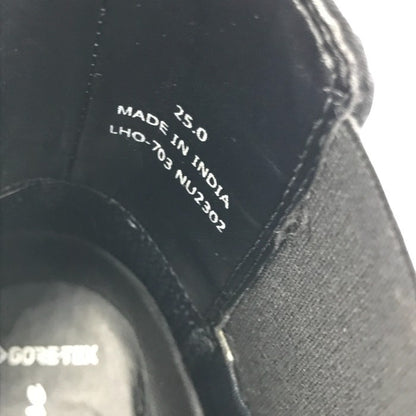 25.0
MADE IN INDIA
LHO-703 NU2302
GORE-TEX